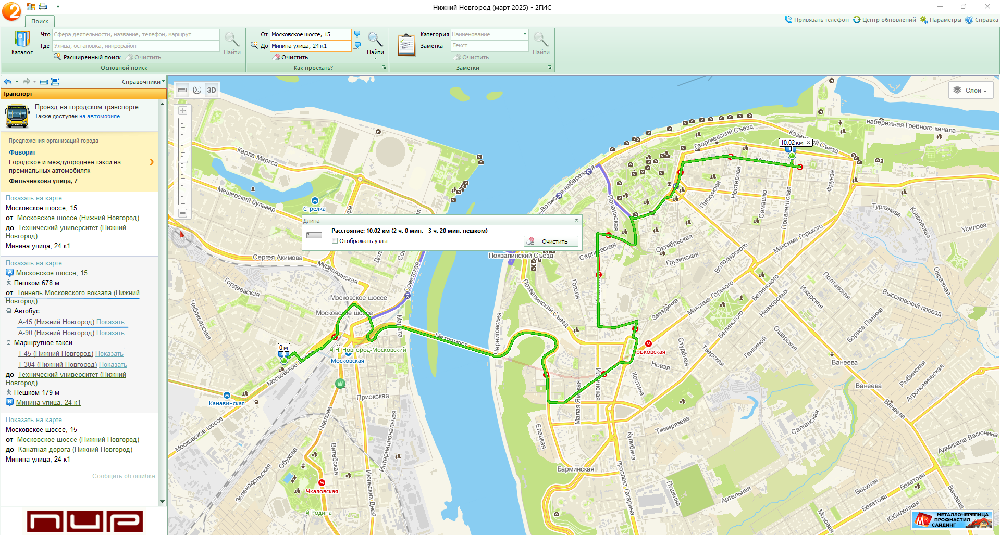 Нижний Новгород (март 2025) - 2ГИС
Поиск
Привязать телефон
Центр обновлений
Параметры
Справка
Каталог
Что Сфера деятельности, название, телефон, маршрут
Где Улица, остановка, микрорайон
Расширенный поиск Очистить
Найти
Основной поиск
От Московское шоссе, 15
До Минина улица, 24 к1
Очистить
Найти
Как проехать?
Категория Наименование
Заметка Текст
Очистить
Найти
Заметки
Справочники
Транспорт
Проезд на городском транспорте
Также доступен на автомобиле.
Предложения организаций города
Фаворит
Городское и междугороднее такси на
премиальных автомобилях
Фильченкова улица, 7
Показать на карте
Московское шоссе, 15
от Московское шоссе (Нижний Новгород)
до Технический университет (Нижний
Новгород)
Минина улица, 24 к1
Показать на карте
A Московское шоссе, 15
Пешком 678 м
от Тоннель Московского вокзала (Нижний
Новгород)
Автобус
А-45 (Нижний Новгород) Показать
А-90 (Нижний Новгород) Показать
Маршрутное такси
Т-45 (Нижний Новгород) Показать
Т-304 (Нижний Новгород) Показать
до Технический университет (Нижний
Новгород)
Пешком 179 м
B Минина улица, 24 к1
Показать на карте
Московское шоссе, 15
от Московское шоссе (Нижний Новгород)
до Канатная дорога (Нижний Новгород)
Минина улица, 24 к1
Сообщить об ошибке
ПИР
3D
Слои
набережная Гребного канала
Казанский Съезд
Георгиевский Съезд
10,02 км
Карла Маркса
Мещерский бульвар
Стрелка
Почаинская
Пискунова
Нестерова
Семашко
Провиантская
Фрунзе
Тургенева
Ковровская
Усилова
Длина
Расстояние: 10,02 км (2 ч. 0 мин. - 3 ч. 20 мин. пешком)
Отображать узлы
Очистить
Сергея Акимова
Мурашкинская
Гордеевская
Советская
Чебоксарская
Похвалинский Съезд
Похвалинский Съезд
Сергиевская
Октябрьская
Грузинская
Володарского
Максима Горького
Максима Горького
Белинского
Белинского
Гоголя
Звездинка
Невзоровых
Ижорская
Полтавская
Овражная
Высоковский проезд
Бориса Панина
Ошарская
Генкиной
Студёная
Тверская
Московское шоссе
Московское шоссе
Марата
Метромост
Черниговская
0 м
Н. Новгород-Московский
Московская
Горьковская
Новая
Костина
Ильинская
Малая Ямская
Ванеева
Ванеева
Ванеева
Ванеева
Рыбинская
Агрономическая
Канавинская
Московское шоссе
Приокская
Чкалова
Интернациональная
Витебская
Обухова
Зеленодольская
Июльских Дней
Чкаловская
Родина
Елецкая
Кулибина
Тимирязева
Салганская
Адмирала Васюнина
Барминская
проспект Гагарина
Пушкина
Артельная
Верхняя
Бекетова
Бекетова
Юбилейная
Моховая
МЕТАЛЛОЧЕРЕПИЦА
ПРОФНАСТИЛ
САЙДИНГ